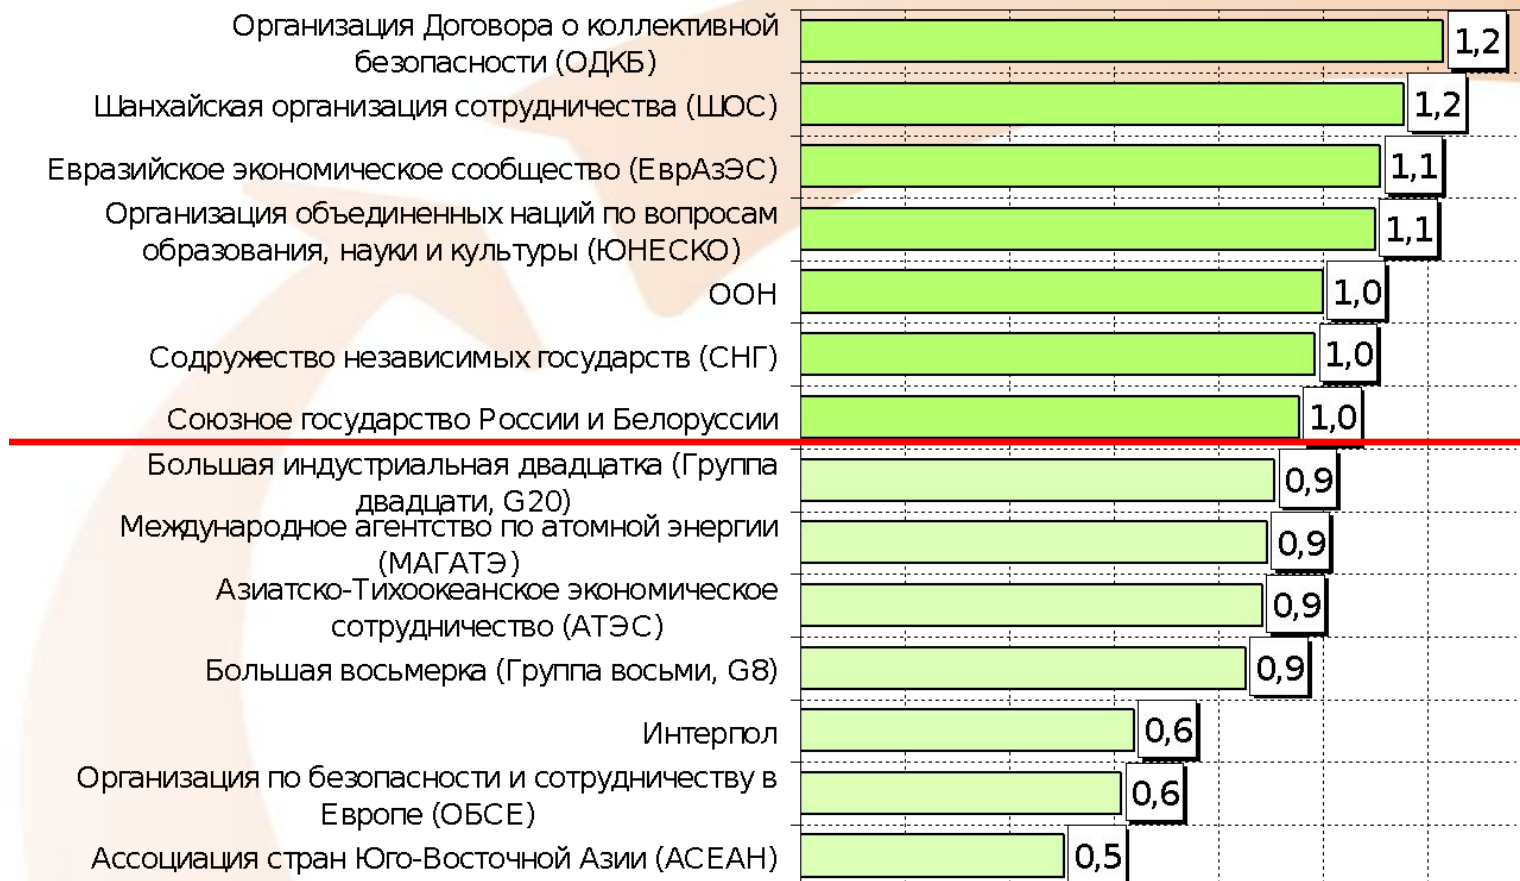 Организация Договора о коллективной
безопасности (ОДКБ)
1,2
Шанхайская организация сотрудничества (ШОС)
1,2
Евразийское экономическое сообщество (ЕврАзЭС)
1,1
Организация объединенных наций по вопросам
образования, науки и культуры (ЮНЕСКО)
1,1
ООН
1,0
Содружество независимых государств (СНГ)
1,0
Союзное государство России и Белоруссии
1,0
Большая индустриальная двадцатка (Группа
двадцати, G20)
0,9
Международное агентство по атомной энергии
(МАГАТЭ)
0,9
Азиатско-Тихоокеанское экономическое
сотрудничество (АТЭС)
0,9
Большая восьмерка (Группа восьми, G8)
0,9
Интерпол
0,6
Организация по безопасности и сотрудничеству в
Европе (ОБСЕ)
0,6
Ассоциация стран Юго-Восточной Азии (АСЕАН)
0,5